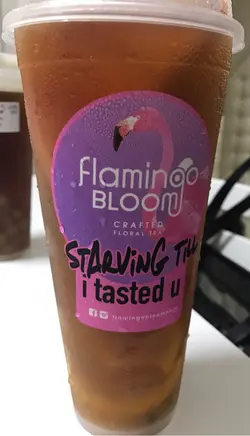 flamingo
BLOOM
CRAFTED
FLORAL TEA
STARVING TILL
i tasted u